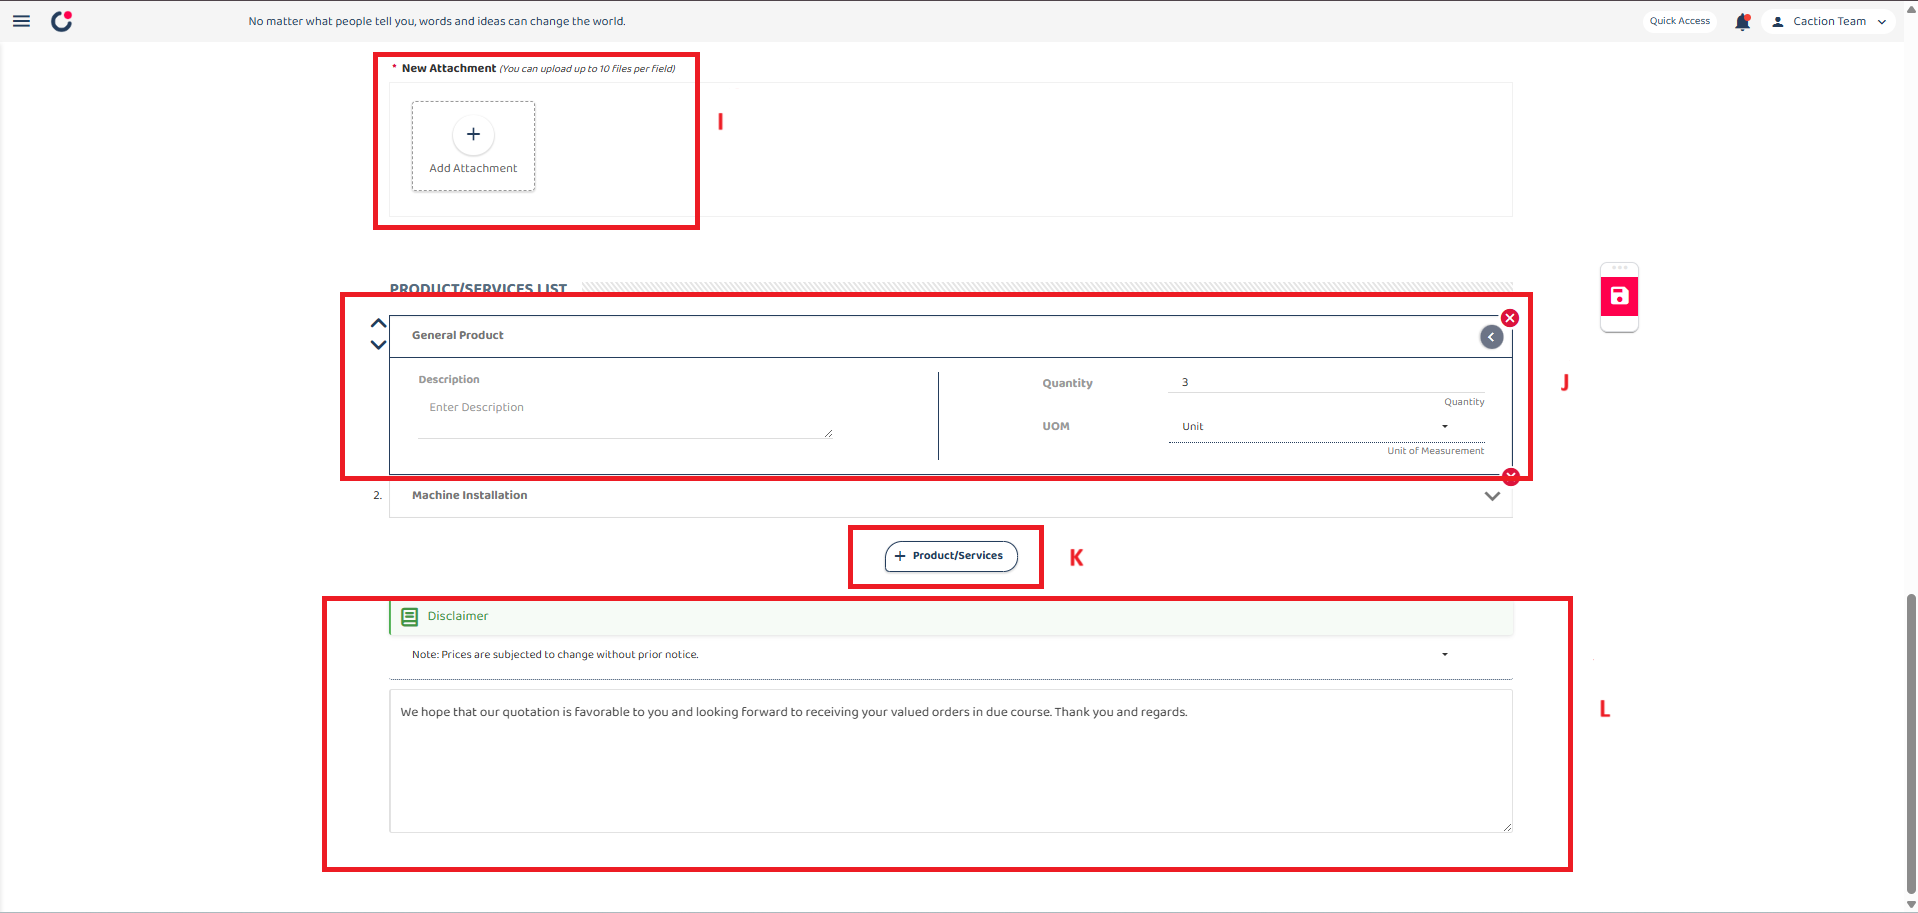 No matter what people tell you, words and ideas can change the world.
Quick Access
Caction Team
* New Attachment (You can upload up to 10 files per field)
Add Attachment
I
PRODUCT/SERVICES LIST
General Product
Description
Enter Description
Quantity
3
Quantity
UOM
Unit
Unit of Measurement
J
2. Machine Installation
+ Product/Services
K
Disclaimer
Note: Prices are subjected to change without prior notice.
We hope that our quotation is favorable to you and looking forward to receiving your valued orders in due course. Thank you and regards.
L